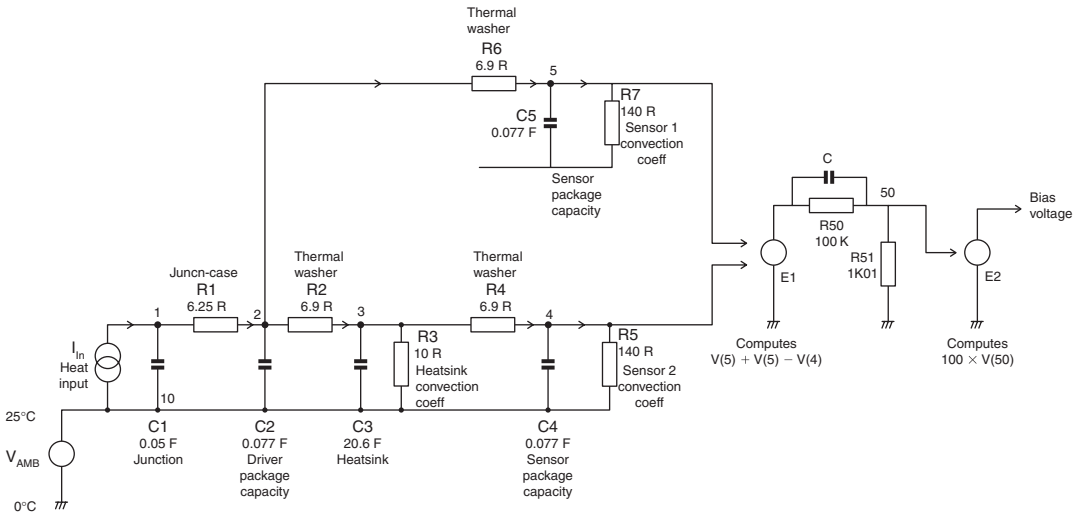 Thermal
washer
R6
6.9 R
5
R7
140 R
Sensor 1
convection
coeff
C5
0.077 F
Sensor
package
capacity
C
50
R50
100 K
R51
1K01
E1
E2
Bias
voltage
Computes
V(5) + V(5) − V(4)
Computes
100 × V(50)
Juncn-case
R1
6.25 R
Thermal
washer
R2
6.9 R
Thermal
washer
R4
6.9 R
1
2
3
4
I In
Heat
input
R3
10 R
Heatsink
convection
coeff
R5
140 R
Sensor 2
convection
coeff
10
25°C
V AMB
0°C
C1
0.05 F
Junction
C2
0.077 F
Driver
package
capacity
C3
20.6 F
Heatsink
C4
0.077 F
Sensor
package
capacity